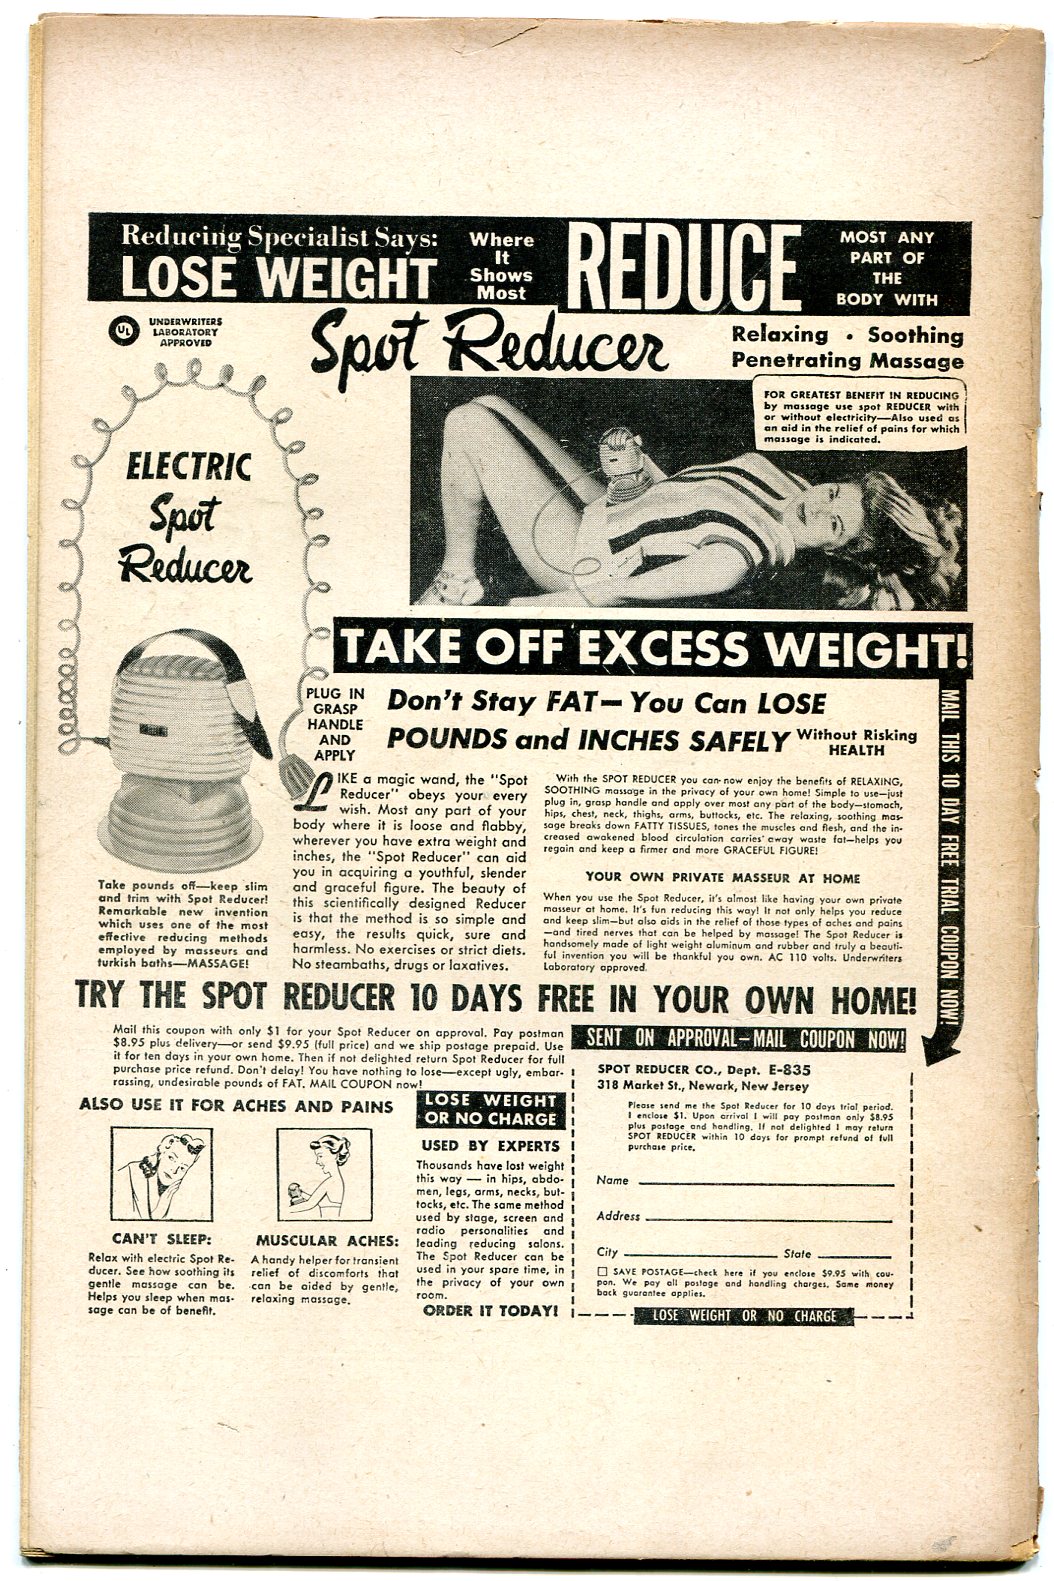 Reducing Specialist Says:
LOSE WEIGHT
Where
It
Shows
Most
REDUCE
MOST ANY
PART OF
THE
BODY WITH
UL
UNDERWRITERS
LABORATORY
APPROVED
Spot Reducer
Relaxing • Soothing
Penetrating Massage
FOR GREATEST BENEFIT IN REDUCING
by massage use spot REDUCER with
or without electricity—Also used as
an aid in the relief of pains for which
massage is indicated.
ELECTRIC
Spot
Reducer
TAKE OFF EXCESS WEIGHT!
MAIL THIS 10 DAY FREE TRIAL COUPON NOW!
PLUG IN
GRASP
HANDLE
AND
APPLY
Don't Stay FAT—You Can LOSE
POUNDS and INCHES SAFELY
Without Risking
HEALTH
LIKE a magic wand, the "Spot
Reducer" obeys your every
wish. Most any part of your
body where it is loose and flabby,
wherever you have extra weight and
inches, the "Spot Reducer" can aid
you in acquiring a youthful, slender
and graceful figure. The beauty of
this scientifically designed Reducer
is that the method is so simple and
easy, the results quick, sure and
harmless. No exercises or strict diets.
No steambaths, drugs or laxatives.
With the SPOT REDUCER you can now enjoy the benefits of RELAXING,
SOOTHING massage in the privacy of your own home! Simple to use—just
plug in, grasp handle and apply over most any part of the body—stomach,
hips, chest, neck, thighs, arms, buttocks, etc. The relaxing, soothing mas-
sage breaks down FATTY TISSUES, tones the muscles and flesh, and the in-
creased awakened blood circulation carries away waste fat—helps you
regain and keep a firmer and more GRACEFUL FIGURE!
YOUR OWN PRIVATE MASSEUR AT HOME
When you use the Spot Reducer, it's almost like having your own private
masseur at home. It's fun reducing this way! It not only helps you reduce
and keep slim—but also aids in the relief of those types of aches and pains
—and tired nerves that can be helped by massage! The Spot Reducer is
handsomely made of light weight aluminum and rubber and truly a beauti-
ful invention you will be thankful you own. AC 110 volts. Underwriters
Laboratory approved.
Take pounds off—keep slim
and trim with Spot Reducer!
Remarkable new invention
which uses one of the most
effective reducing methods
employed by masseurs and
turkish baths—MASSAGE!
TRY THE SPOT REDUCER 10 DAYS FREE IN YOUR OWN HOME!
Mail this coupon with only $1 for your Spot Reducer on approval. Pay postman
$8.95 plus delivery—or send $9.95 (full price) and we ship postage prepaid. Use
it for ten days in your own home. Then if not delighted return Spot Reducer for full
purchase price refund. Don't delay! You have nothing to lose—except ugly, embar-
rassing, undesirable pounds of FAT. MAIL COUPON now!
ALSO USE IT FOR ACHES AND PAINS
CAN'T SLEEP:
Relax with electric Spot Re-
ducer. See how soothing its
gentle massage can be.
Helps you sleep when mas-
sage can be of benefit.
MUSCULAR ACHES:
A handy helper for transient
relief of discomforts that
can be aided by gentle,
relaxing massage.
LOSE WEIGHT
OR NO CHARGE
USED BY EXPERTS
Thousands have lost weight
this way — in hips, abdo-
men, legs, arms, necks, but-
tocks, etc. The same method
used by stage, screen and
radio personalities and
leading reducing salons.
The Spot Reducer can be
used in your spare time, in
the privacy of your own
room.
ORDER IT TODAY!
SENT ON APPROVAL—MAIL COUPON NOW!
SPOT REDUCER CO., Dept. E-835
318 Market St., Newark, New Jersey
Please send me the Spot Reducer for 10 days trial period.
I enclose $1. Upon arrival I will pay postman only $8.95
plus postage and handling. If not delighted I may return
SPOT REDUCER within 10 days for prompt refund of full
purchase price.
Name
Address
City State
SAVE POSTAGE—check here if you enclose $9.95 with cou-
pon. We pay all postage and handling charges. Same money
back guarantee applies.
LOSE WEIGHT OR NO CHARGE